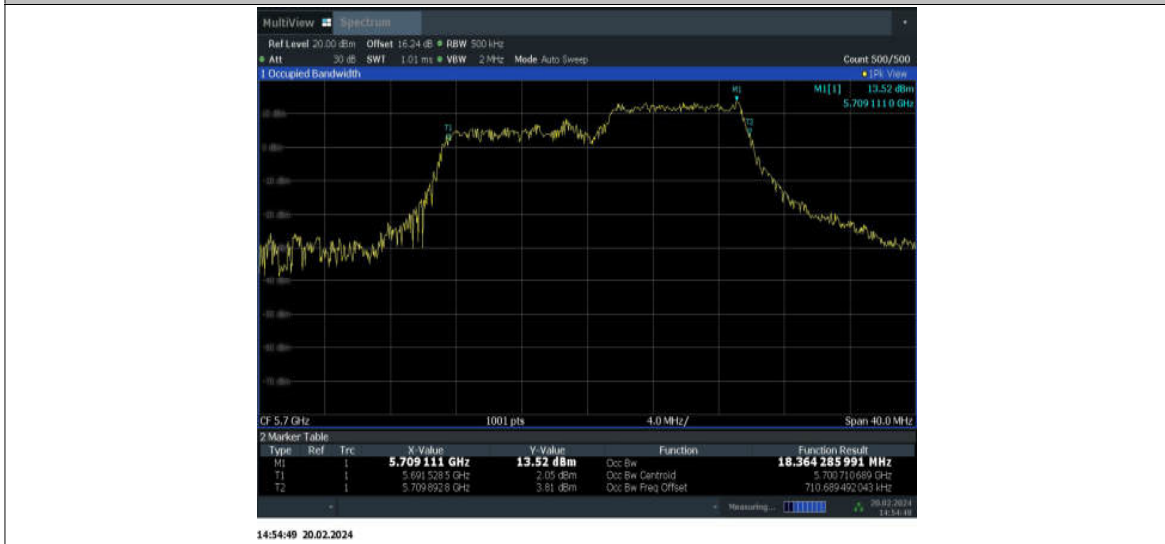 MultiView Spectrum
Ref Level 20.00 dBm Offset 16.24 dB RBW 500 kHz
Att 30 dB SWT 1.01 ms VBW 2 MHz Mode Auto Sweep Count 500/500
1 Occupied Bandwidth 1Pk View
M1 M1[1] 13.52 dBm
5.709 111 0 GHz
T1 T2
CF 5.7 GHz 1001 pts 4.0 MHz/ Span 40.0 MHz
2 Marker Table
Type Ref Trc X-Value Y-Value Function Function Result
M1 1 5.709 111 GHz 13.52 dBm Occ Bw 18.364 285 991 MHz
T1 1 5.691 528 5 GHz 2.05 dBm Occ Bw Centroid 5.700 710 689 GHz
T2 1 5.709 892 8 GHz 3.81 dBm Occ Bw Freq Offset 710.689 492 043 kHz
Measuring... 20.02.2024
14:54:49
14:54:49 20.02.2024